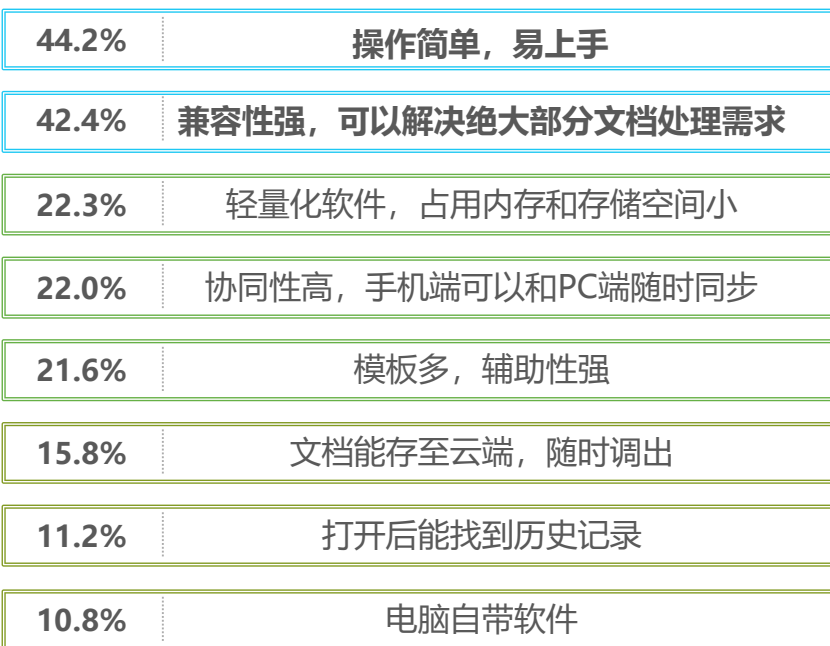 44.2% 操作简单，易上手
42.4% 兼容性强，可以解决绝大部分文档处理需求
22.3% 轻量化软件，占用内存和存储空间小
22.0% 协同性高，手机端可以和PC端随时同步
21.6% 模板多，辅助性强
15.8% 文档能存至云端，随时调出
11.2% 打开后能找到历史记录
10.8% 电脑自带软件